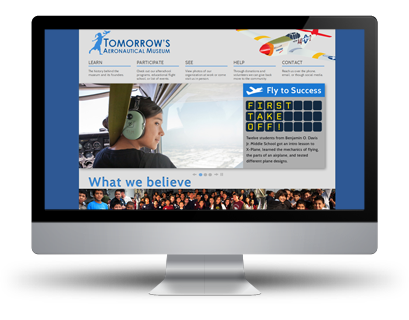 TOMORROW'S
AERONAUTICAL MUSEUM
LEARN
PARTICIPATE
SEE
HELP
CONTACT
Fly to Success
FIRST
TAKE
OFF!
Twelve students from Benjamin O. Davis
Jr. Middle School got an intro lesson to
X-Plane, learned the mechanics of flying
the parts of an airplane, and tested
different plane designs.
What we believe